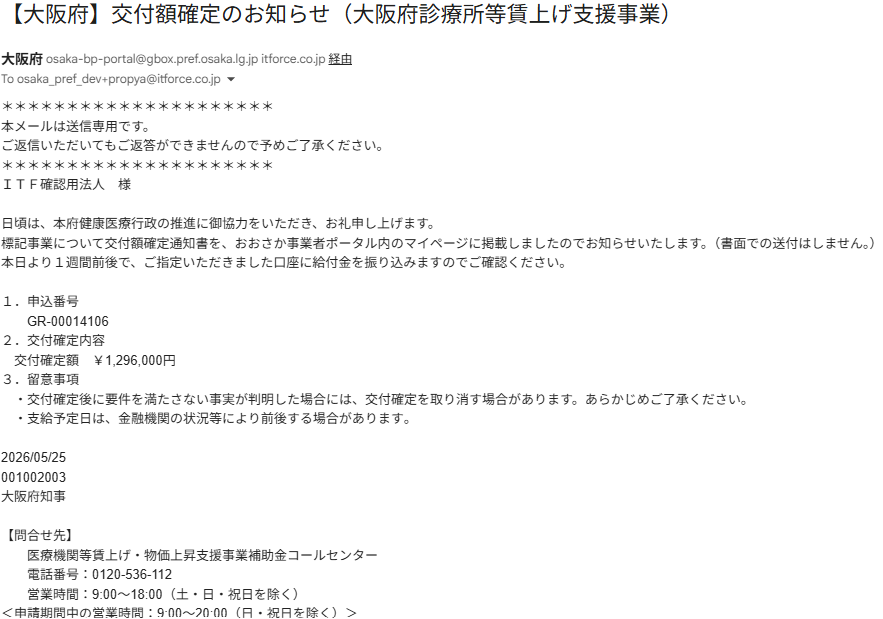 【大阪府】交付額確定のお知らせ（大阪府診療所等賃上げ支援事業）
大阪府 osaka-bp-portal@gbox.pref.osaka.lg.jp itforce.co.jp 経由
To osaka_pref_dev+propya@itforce.co.jp
＊＊＊＊＊＊＊＊＊＊＊＊＊＊＊＊＊＊＊＊＊
本メールは送信専用です。
ご返信いただいてもご返答ができませんので予めご了承ください。
＊＊＊＊＊＊＊＊＊＊＊＊＊＊＊＊＊＊＊＊＊
ＩＴＦ確認用法人　様
日頃は、本府健康医療行政の推進に御協力をいただき、お礼申し上げます。
標記事業について交付額確定通知書を、おおさか事業者ポータル内のマイページに掲載しましたのでお知らせいたします。（書面での送付はしません。）
本日より１週間前後で、ご指定いただきました口座に給付金を振り込みますのでご確認ください。
１．申込番号
GR-00014106
２．交付確定内容
交付確定額　￥1,296,000円
３．留意事項
・交付確定後に要件を満たさない事実が判明した場合には、交付確定を取り消す場合があります。あらかじめご了承ください。
・支給予定日は、金融機関の状況等により前後する場合があります。
2026/05/25
001002003
大阪府知事
【問合せ先】
医療機関等賃上げ・物価上昇支援事業補助金コールセンター
電話番号：0120-536-112
営業時間：9:00～18:00（土・日・祝日を除く）
＜申請期間中の営業時間：9:00～20:00（日・祝日を除く）＞